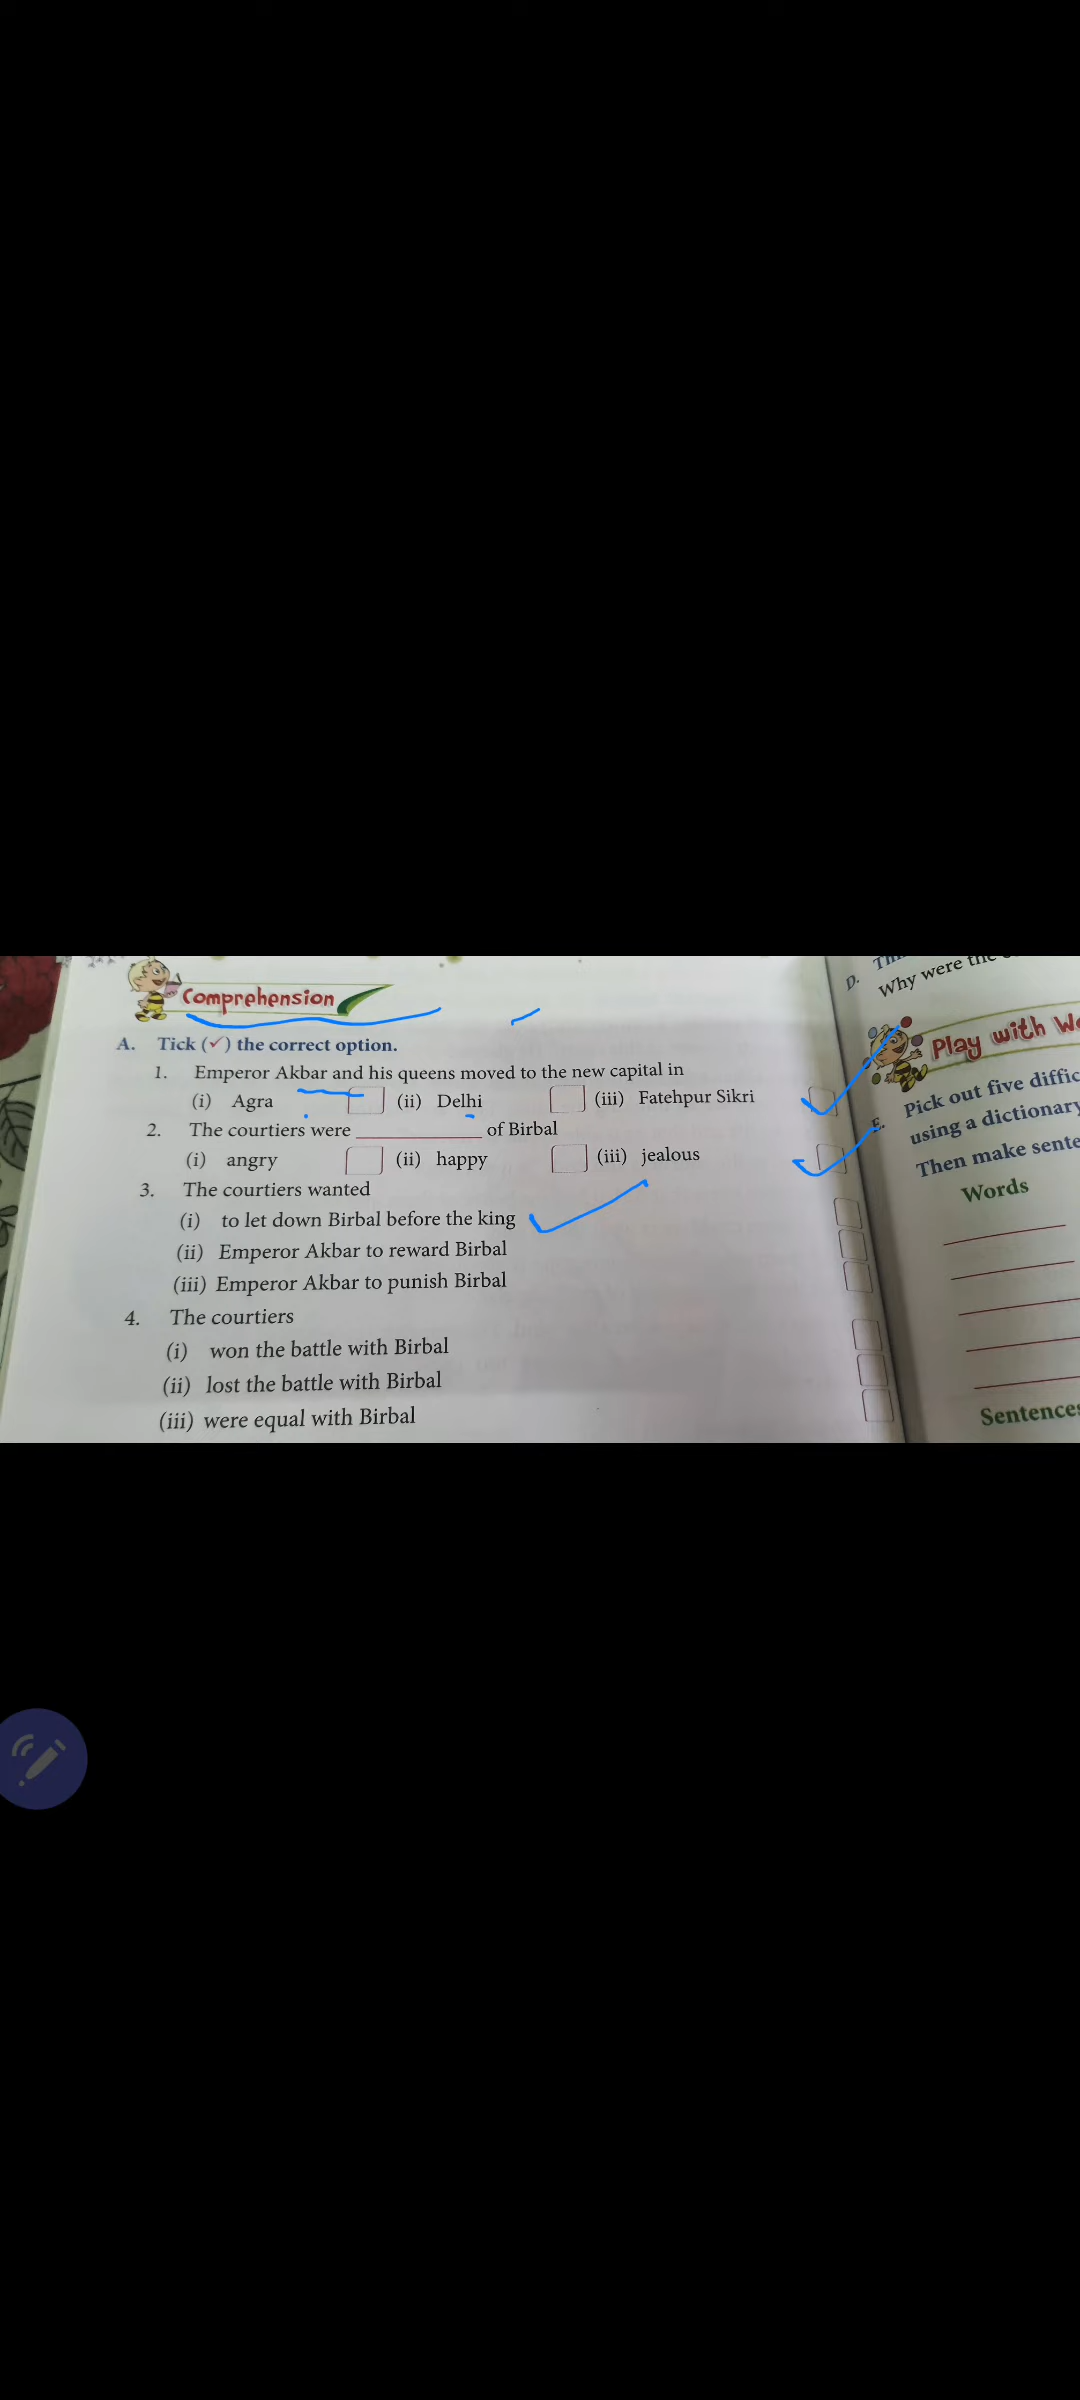 Comprehension
A. Tick (✓) the correct option.
1. Emperor Akbar and his queens moved to the new capital in
(i) Agra (ii) Delhi (iii) Fatehpur Sikri
2. The courtiers were __________ of Birbal
(i) angry (ii) happy (iii) jealous
3. The courtiers wanted
(i) to let down Birbal before the king
(ii) Emperor Akbar to reward Birbal
(iii) Emperor Akbar to punish Birbal
4. The courtiers
(i) won the battle with Birbal
(ii) lost the battle with Birbal
(iii) were equal with Birbal
D.
Why were the
Play with
E. Pick out five
using a dictionary
Then make
Words
Sentences